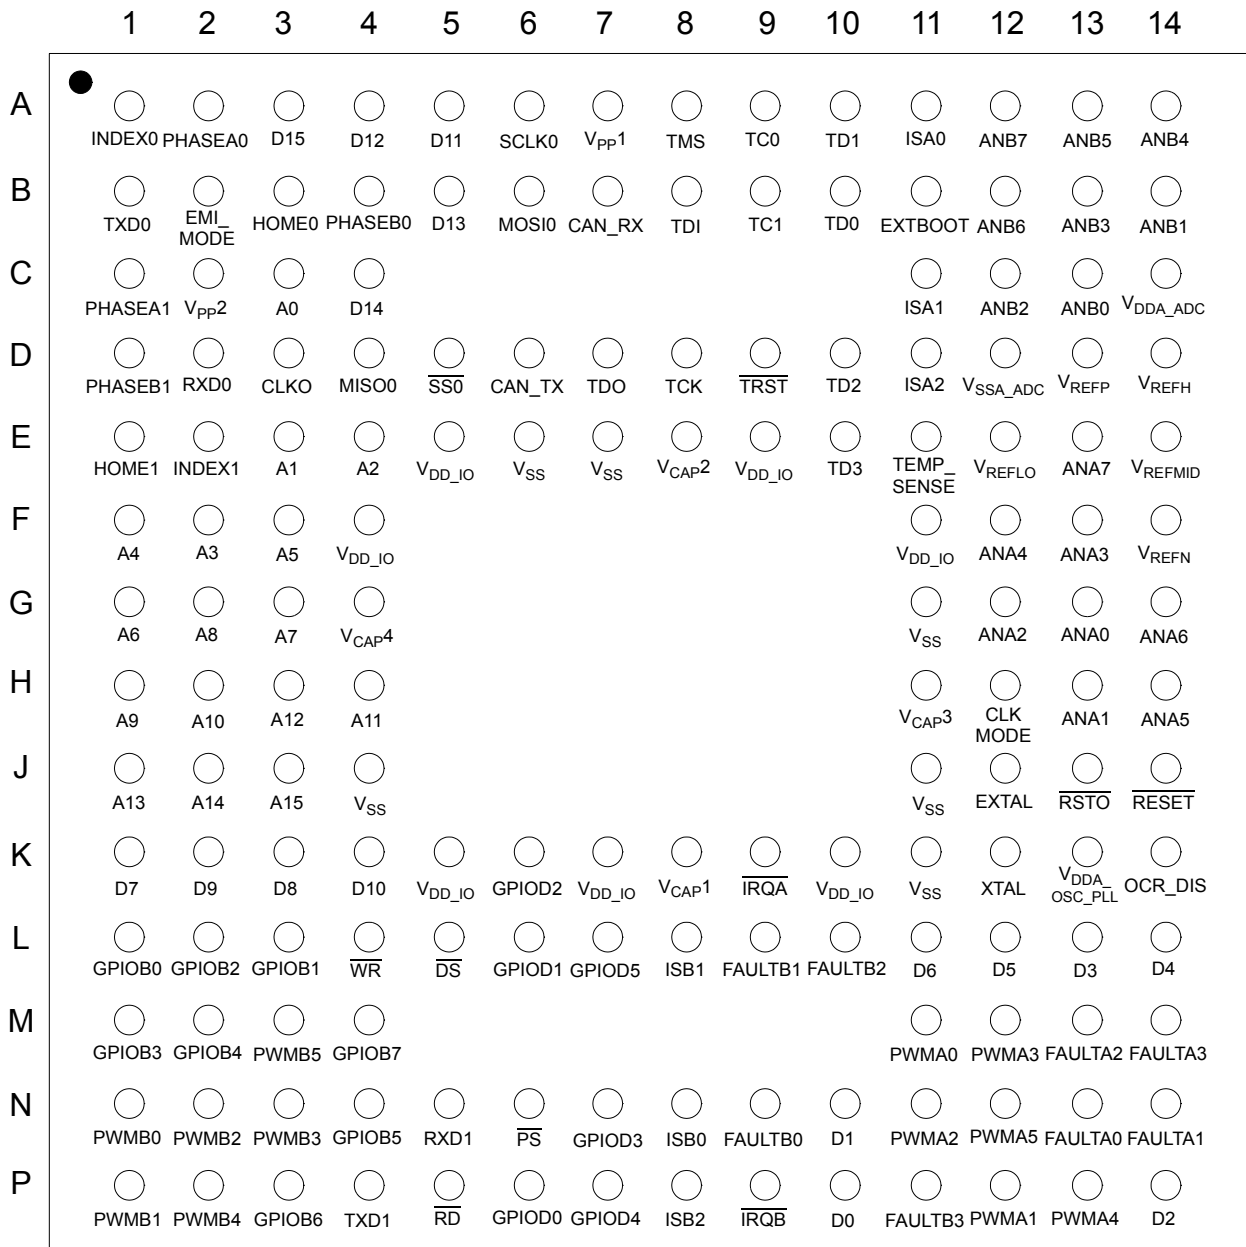 1 2 3 4 5 6 7 8 9 10 11 12 13 14
A
INDEX0 PHASEA0 D15 D12 D11 SCLK0 VPP1 TMS TC0 TD1 ISA0 ANB7 ANB5 ANB4
B
TXD0 EMI_ HOME0 PHASEB0 D13 MOSI0 CAN_RX TDI TC1 TD0 EXTBOOT ANB6 ANB3 ANB1
MODE
C
PHASEA1 VPP2 A0 D14 ISA1 ANB2 ANB0 VDDA_ADC
D
PHASEB1 RXD0 CLKO MISO0 SS0 CAN_TX TDO TCK TRST TD2 ISA2 VSSA_ADC VREFP VREFH
E
HOME1 INDEX1 A1 A2 VDD_IO VSS VSS VCAP2 VDD_IO TD3 TEMP_ VREFLO ANA7 VREFMID
SENSE
F
A4 A3 A5 VDD_IO VDD_IO ANA4 ANA3 VREFN
G
A6 A8 A7 VCAP4 VSS ANA2 ANA0 ANA6
H
A9 A10 A12 A11 VCAP3 CLK ANA1 ANA5
MODE
J
A13 A14 A15 VSS VSS EXTAL RSTO RESET
K
D7 D9 D8 D10 VDD_IO GPIOD2 VDD_IO VCAP1 IRQA VDD_IO VSS XTAL VDDA_ OCR_DIS
OSC_PLL
L
GPIOB0 GPIOB2 GPIOB1 WR DS GPIOD1 GPIOD5 ISB1 FAULTB1 FAULTB2 D6 D5 D3 D4
M
GPIOB3 GPIOB4 PWMB5 GPIOB7 PWMA0 PWMA3 FAULTA2 FAULTA3
N
PWMB0 PWMB2 PWMB3 GPIOB5 RXD1 PS GPIOD3 ISB0 FAULTB0 D1 PWMA2 PWMA5 FAULTA0 FAULTA1
P
PWMB1 PWMB4 GPIOB6 TXD1 RD GPIOD0 GPIOD4 ISB2 IRQB D0 FAULTB3 PWMA1 PWMA4 D2